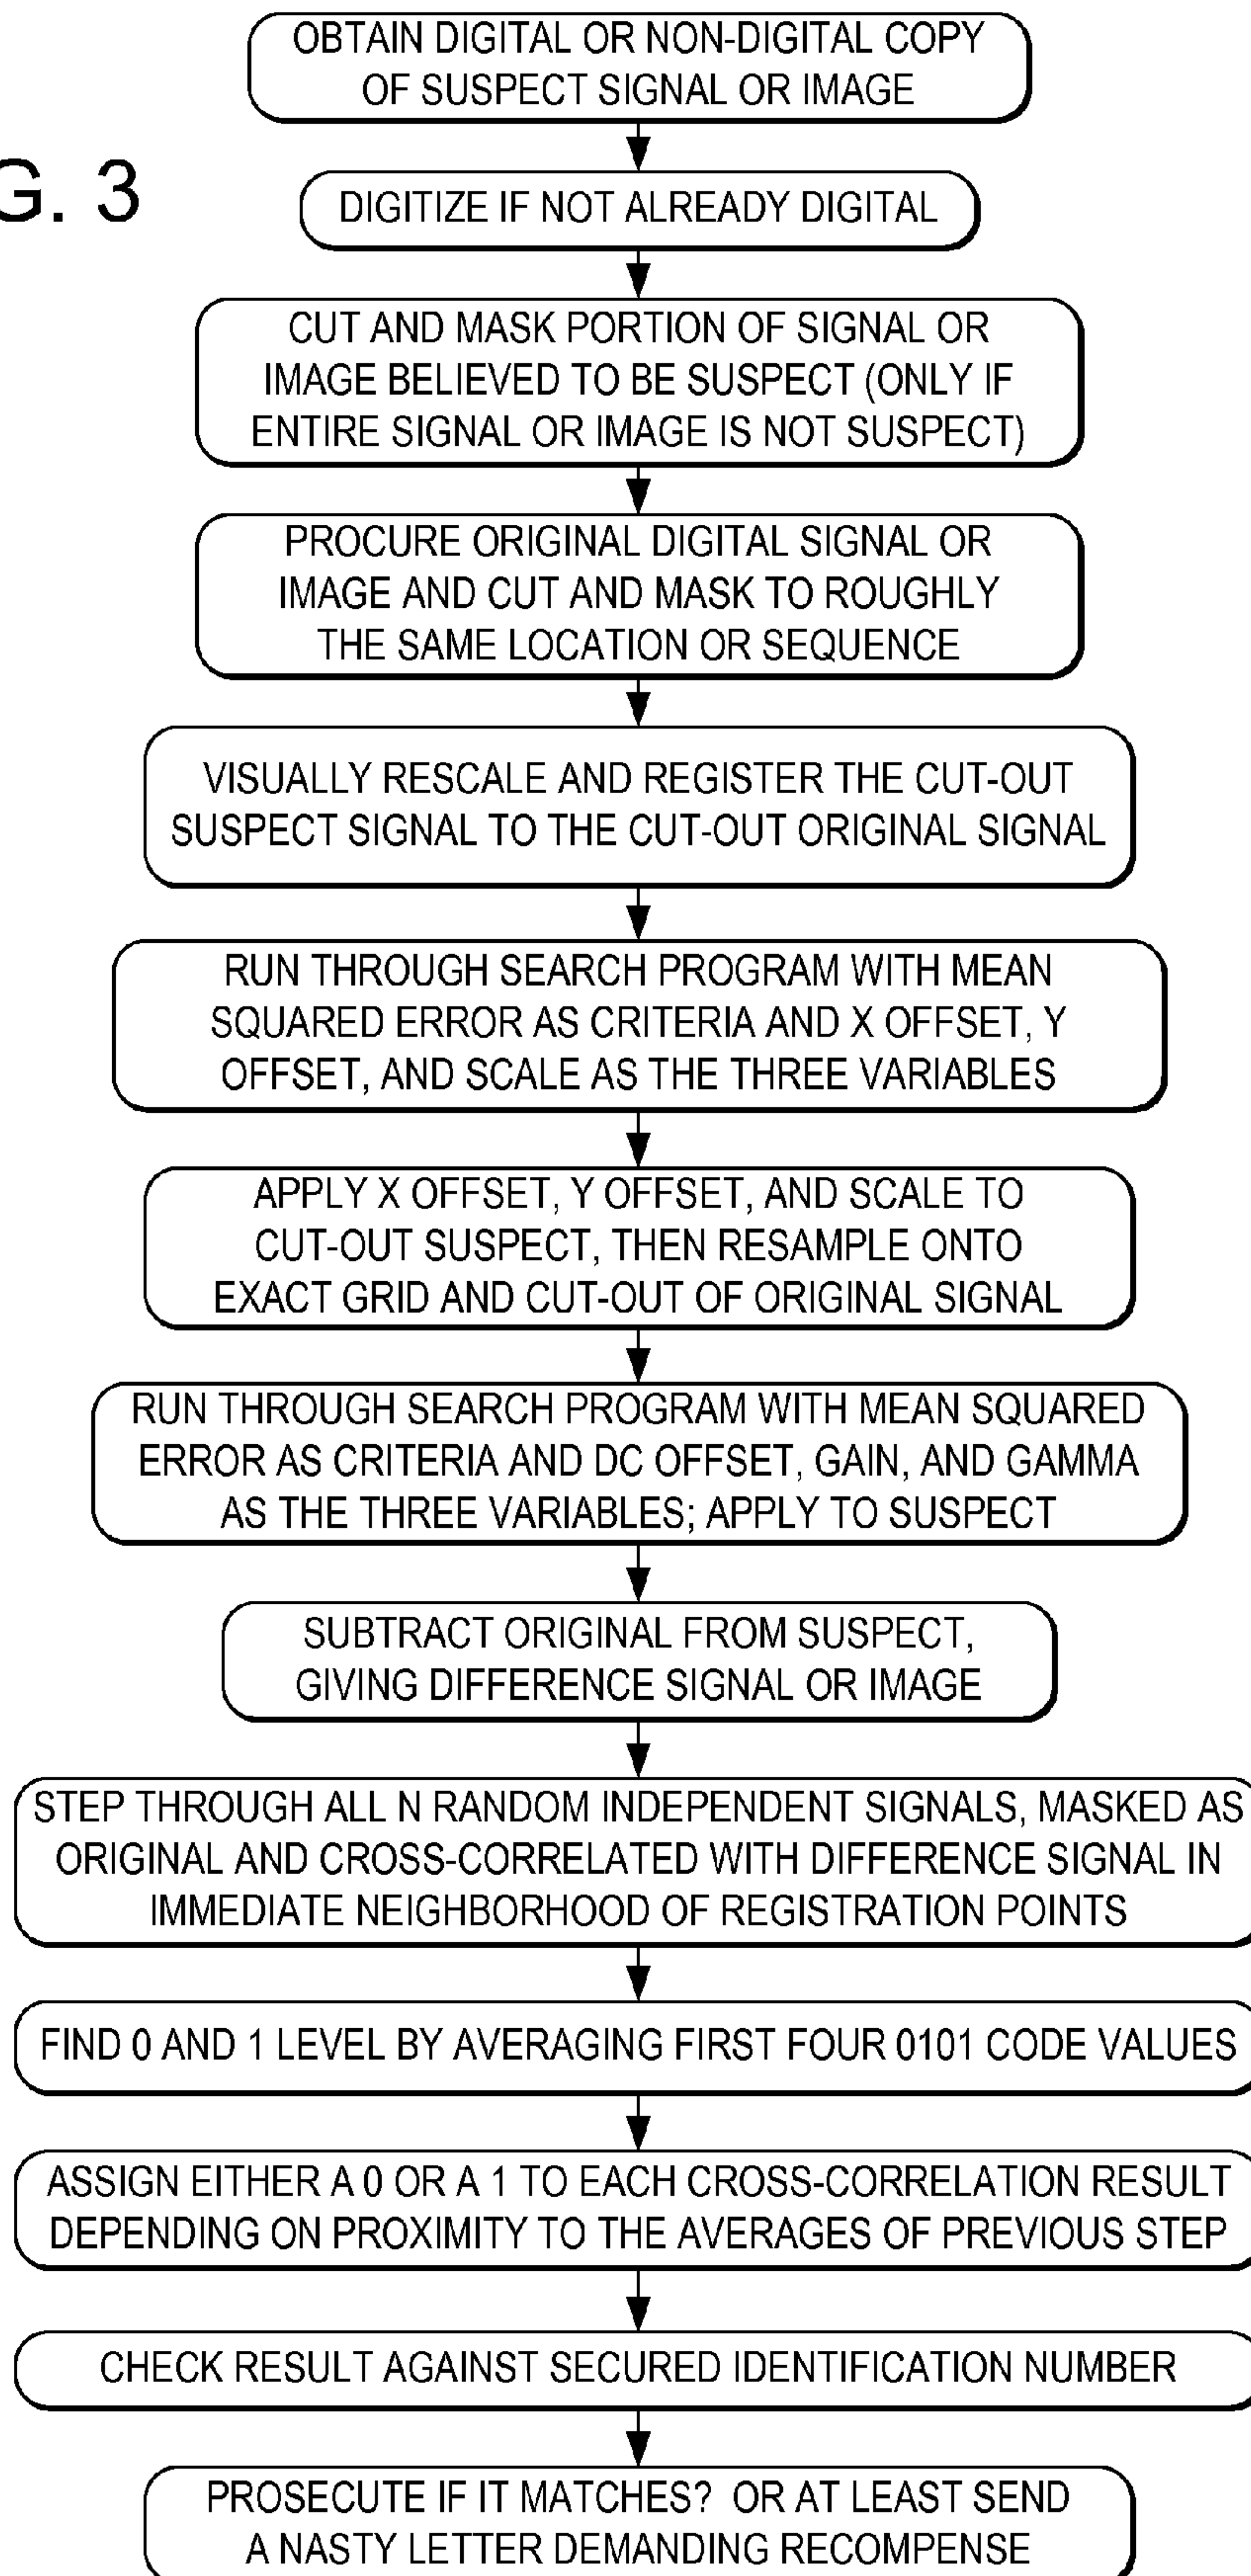 OBTAIN DIGITAL OR NON-DIGITAL COPY
OF SUSPECT SIGNAL OR IMAGE
G. 3
DIGITIZE IF NOT ALREADY DIGITAL
CUT AND MASK PORTION OF SIGNAL OR
IMAGE BELIEVED TO BE SUSPECT (ONLY IF
ENTIRE SIGNAL OR IMAGE IS NOT SUSPECT)
PROCURE ORIGINAL DIGITAL SIGNAL OR
IMAGE AND CUT AND MASK TO ROUGHLY
THE SAME LOCATION OR SEQUENCE
VISUALLY RESCALE AND REGISTER THE CUT-OUT
SUSPECT SIGNAL TO THE CUT-OUT ORIGINAL SIGNAL
RUN THROUGH SEARCH PROGRAM WITH MEAN
SQUARED ERROR AS CRITERIA AND X OFFSET, Y
OFFSET, AND SCALE AS THE THREE VARIABLES
APPLY X OFFSET, Y OFFSET, AND SCALE TO
CUT-OUT SUSPECT, THEN RESAMPLE ONTO
EXACT GRID AND CUT-OUT OF ORIGINAL SIGNAL
RUN THROUGH SEARCH PROGRAM WITH MEAN SQUARED
ERROR AS CRITERIA AND DC OFFSET, GAIN, AND GAMMA
AS THE THREE VARIABLES; APPLY TO SUSPECT
SUBTRACT ORIGINAL FROM SUSPECT,
GIVING DIFFERENCE SIGNAL OR IMAGE
STEP THROUGH ALL N RANDOM INDEPENDENT SIGNALS, MASKED AS
ORIGINAL AND CROSS-CORRELATED WITH DIFFERENCE SIGNAL IN
IMMEDIATE NEIGHBORHOOD OF REGISTRATION POINTS
FIND 0 AND 1 LEVEL BY AVERAGING FIRST FOUR 0101 CODE VALUES
ASSIGN EITHER A 0 OR A 1 TO EACH CROSS-CORRELATION RESULT
DEPENDING ON PROXIMITY TO THE AVERAGES OF PREVIOUS STEP
CHECK RESULT AGAINST SECURED IDENTIFICATION NUMBER
PROSECUTE IF IT MATCHES? OR AT LEAST SEND
A NASTY LETTER DEMANDING RECOMPENSE